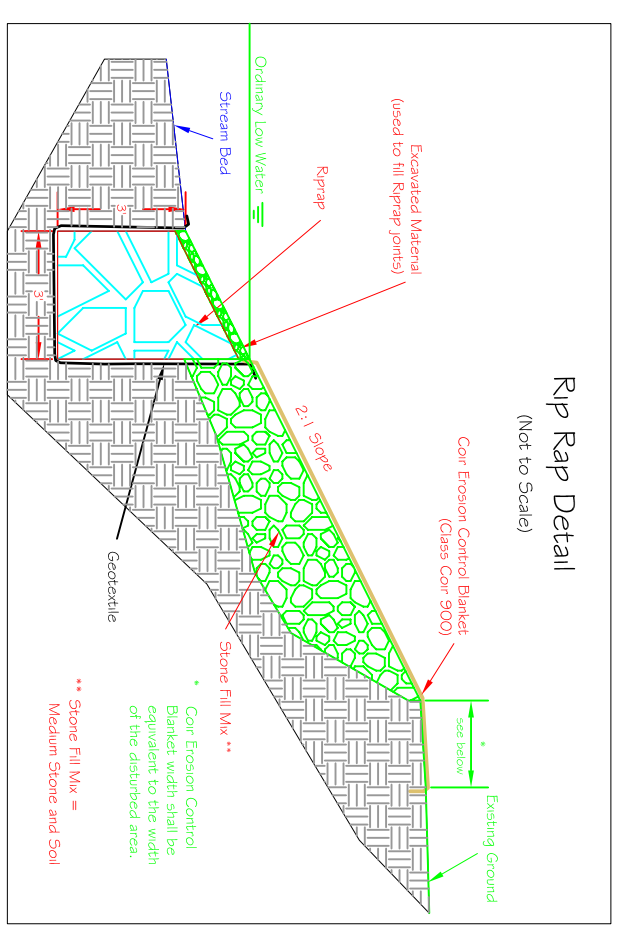 Rip Rap Detail
(Not to Scale)
Excavated Material
(used to fill Riprap joints)
Riprap
Ordinary Low Water
Stream Bed
3'
3'
2:1 Slope
Coir Erosion Control Blanket
(Class Coir 900)
*
see below
Existing Ground
Geotextile
Stone Fill Mix **
* Coir Erosion Control
Blanket width shall be
equivalent to the width
of the disturbed area.
** Stone Fill Mix =
Medium Stone and Soil